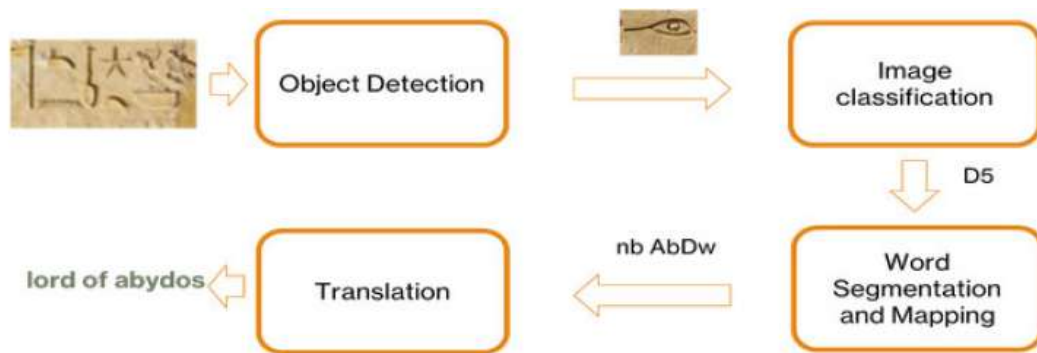 Object Detection
Image
classification
D5
Word
Segmentation
and Mapping
nb AbDw
Translation
lord of abydos